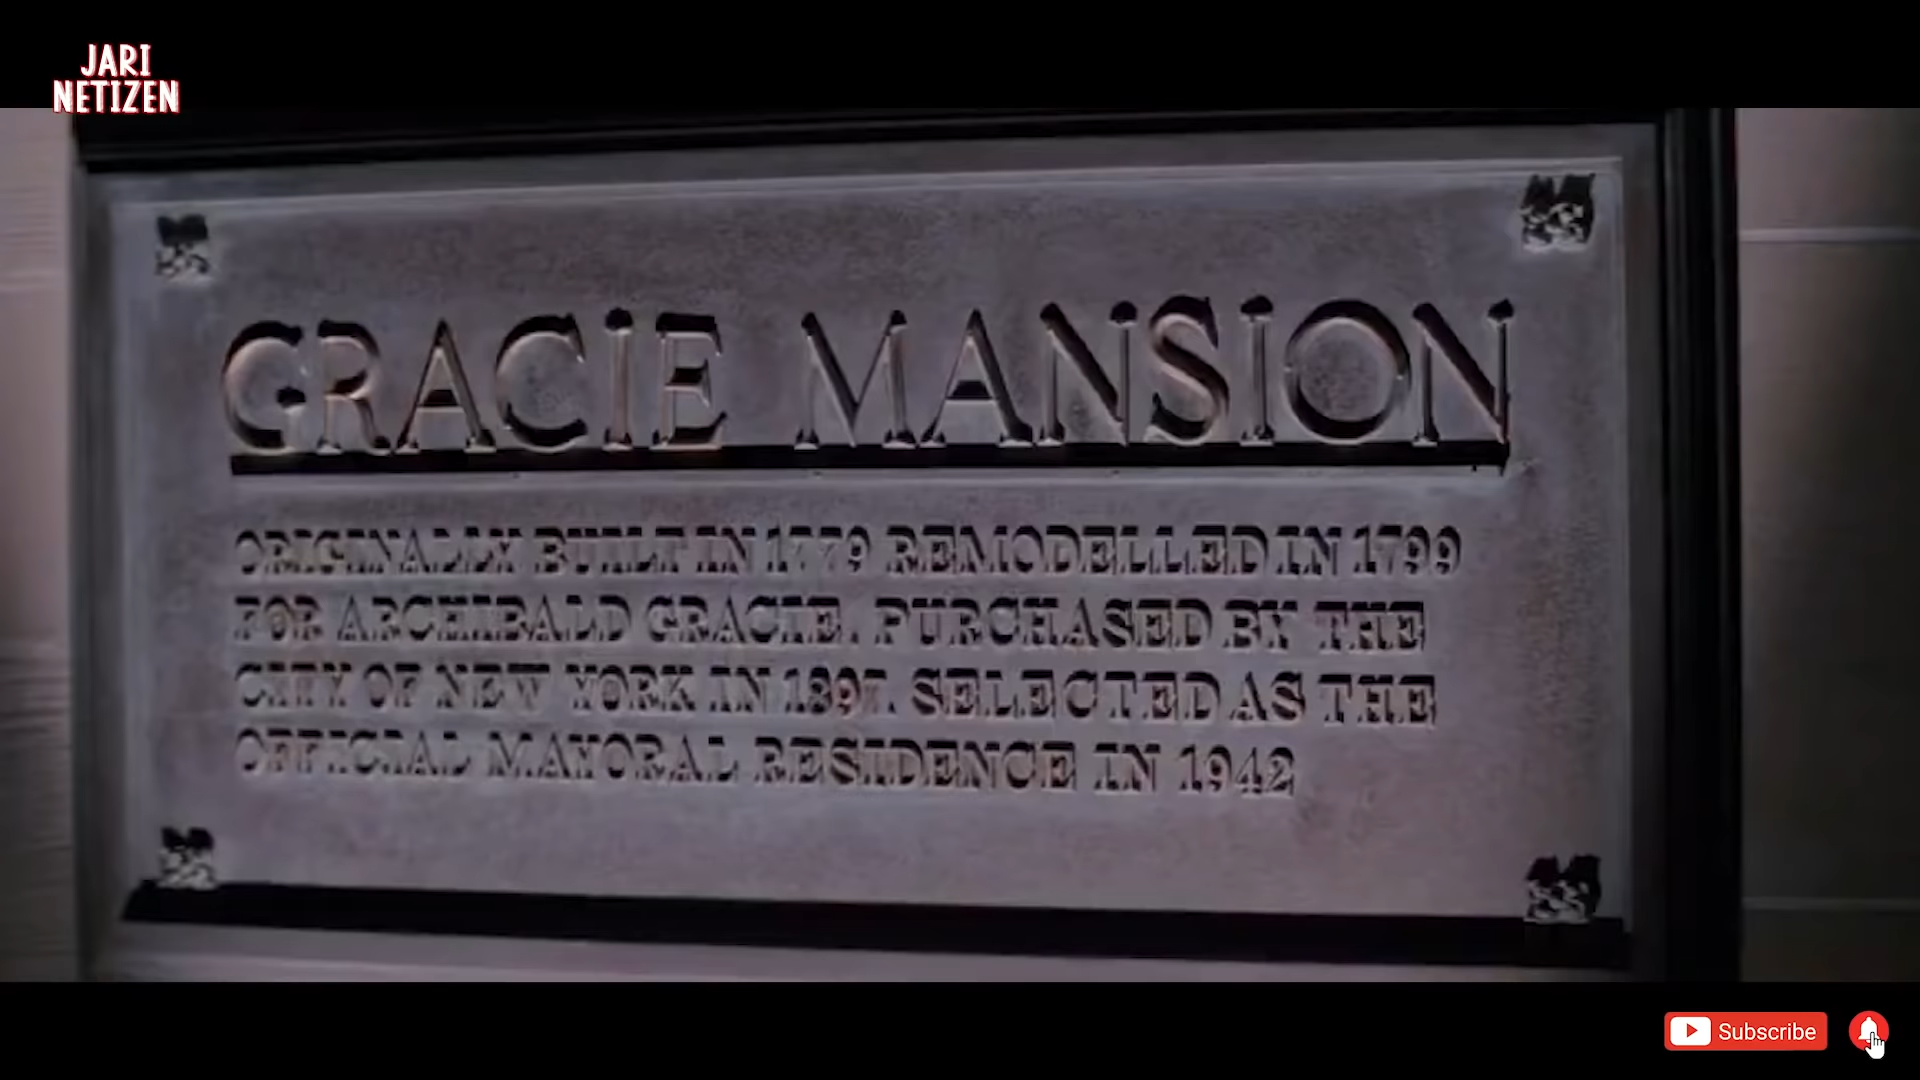 JARI
NETIZEN
GRACIE MANSION
ORIGINALLY BUILT IN 1779 REMODELLED IN 1799
FOR ARCHIBALD GRACIE. PURCHASED BY THE
CITY OF NEW YORK IN 1891. SELECTED AS THE
OFFICIAL MAYORAL RESIDENCE IN 1942
Subscribe